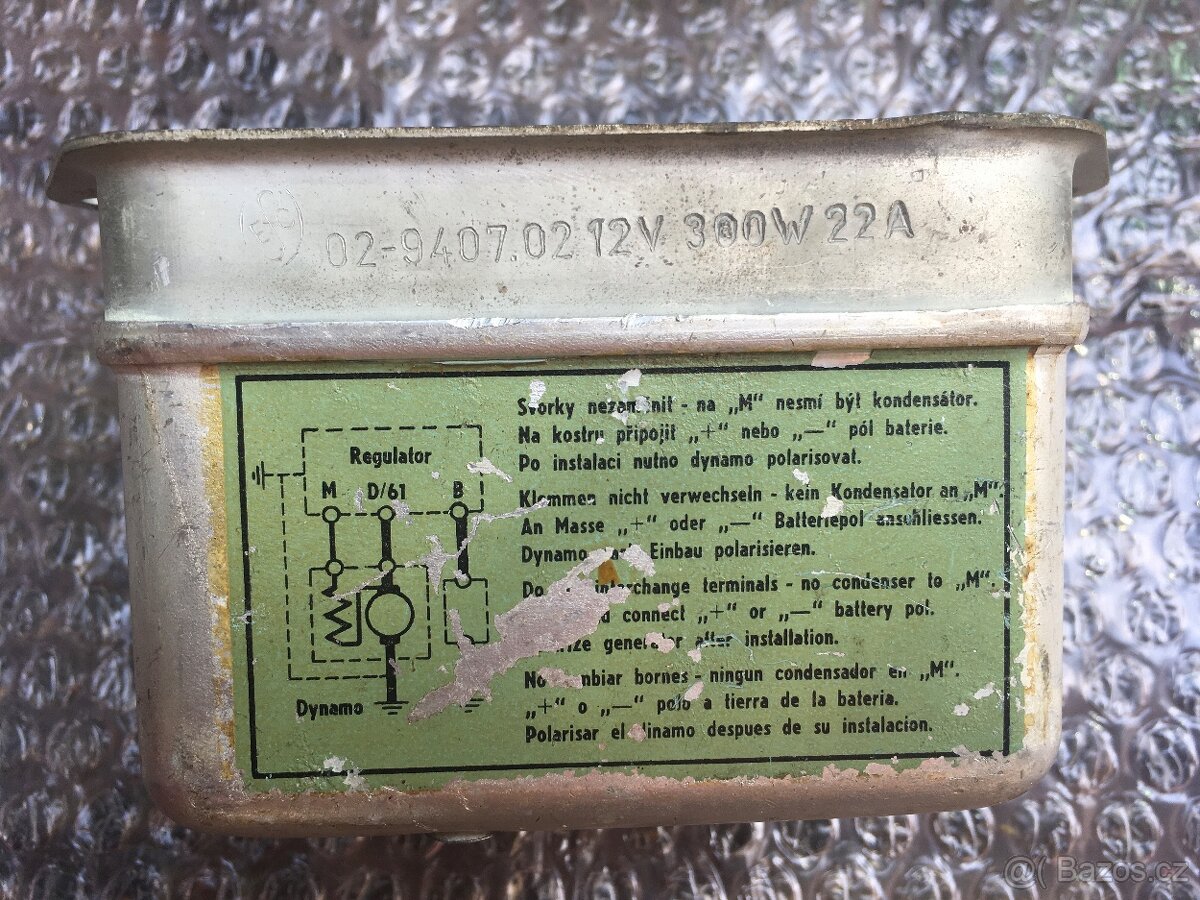 02-9407.02 12V 300W 22A
Regulator
M D/61 B
Dynamo
Svorky nezaměnit - na „M" nesmí být kondensátor.
Na kostru připojit „+" nebo „—" pól baterie.
Po instalaci nutno dynamo polarisovat.
Klemmen nicht verwechseln - kein Kondensator an „M".
An Masse „+" oder „—" Batteriepol anschliessen.
Dynamo Einbau polarisieren.
Do interchange terminals - no condenser to „M".
connect „+" or „—" battery pol.
generator after installation.
bornes - ningun condensador en „M".
„+" o „—" polo a tierra de la bateria.
Polarisar el dinamo despues de su instalacion.
@( Bazos.cz